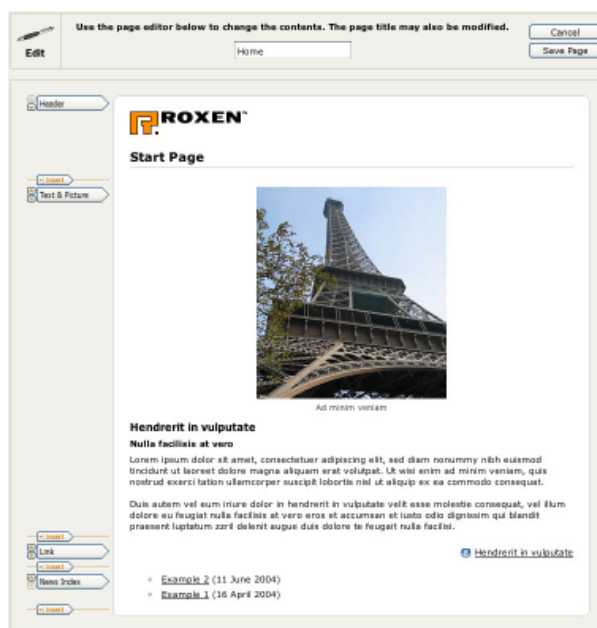 Use the page editor below to change the contents. The page title may also be modified.
Cancel
Edit
Home
Save Page
Header
ROXEN
Start Page
Insert
Text & Picture
Ad minim veniam
Hendrerit in vulputate
Nulla facilisis at vero
Lorem ipsum dolor sit amet, consectetuer adipiscing elit, sed diam nonummy nibh euismod
tincidunt ut laoreet dolore magna aliquam erat volutpat. Ut wisi enim ad minim veniam, quis
nostrud exerci tation ullamcorper suscipit lobortis nisl ut aliquip ex ea commodo consequat.
Duis autem vel eum iriure dolor in hendrerit in vulputate velit esse molestie consequat, vel illum
dolore eu feugiat nulla facilisis at vero eros et accumsan et iusto odio dignissim qui blandit
praesent luptatum zzril delenit augue duis dolore te feugait nulla facilisi.
Insert
Link
Hendrerit in vulputate
Insert
News Index
Example 2 (11 June 2004)
Example 1 (16 April 2004)
Insert